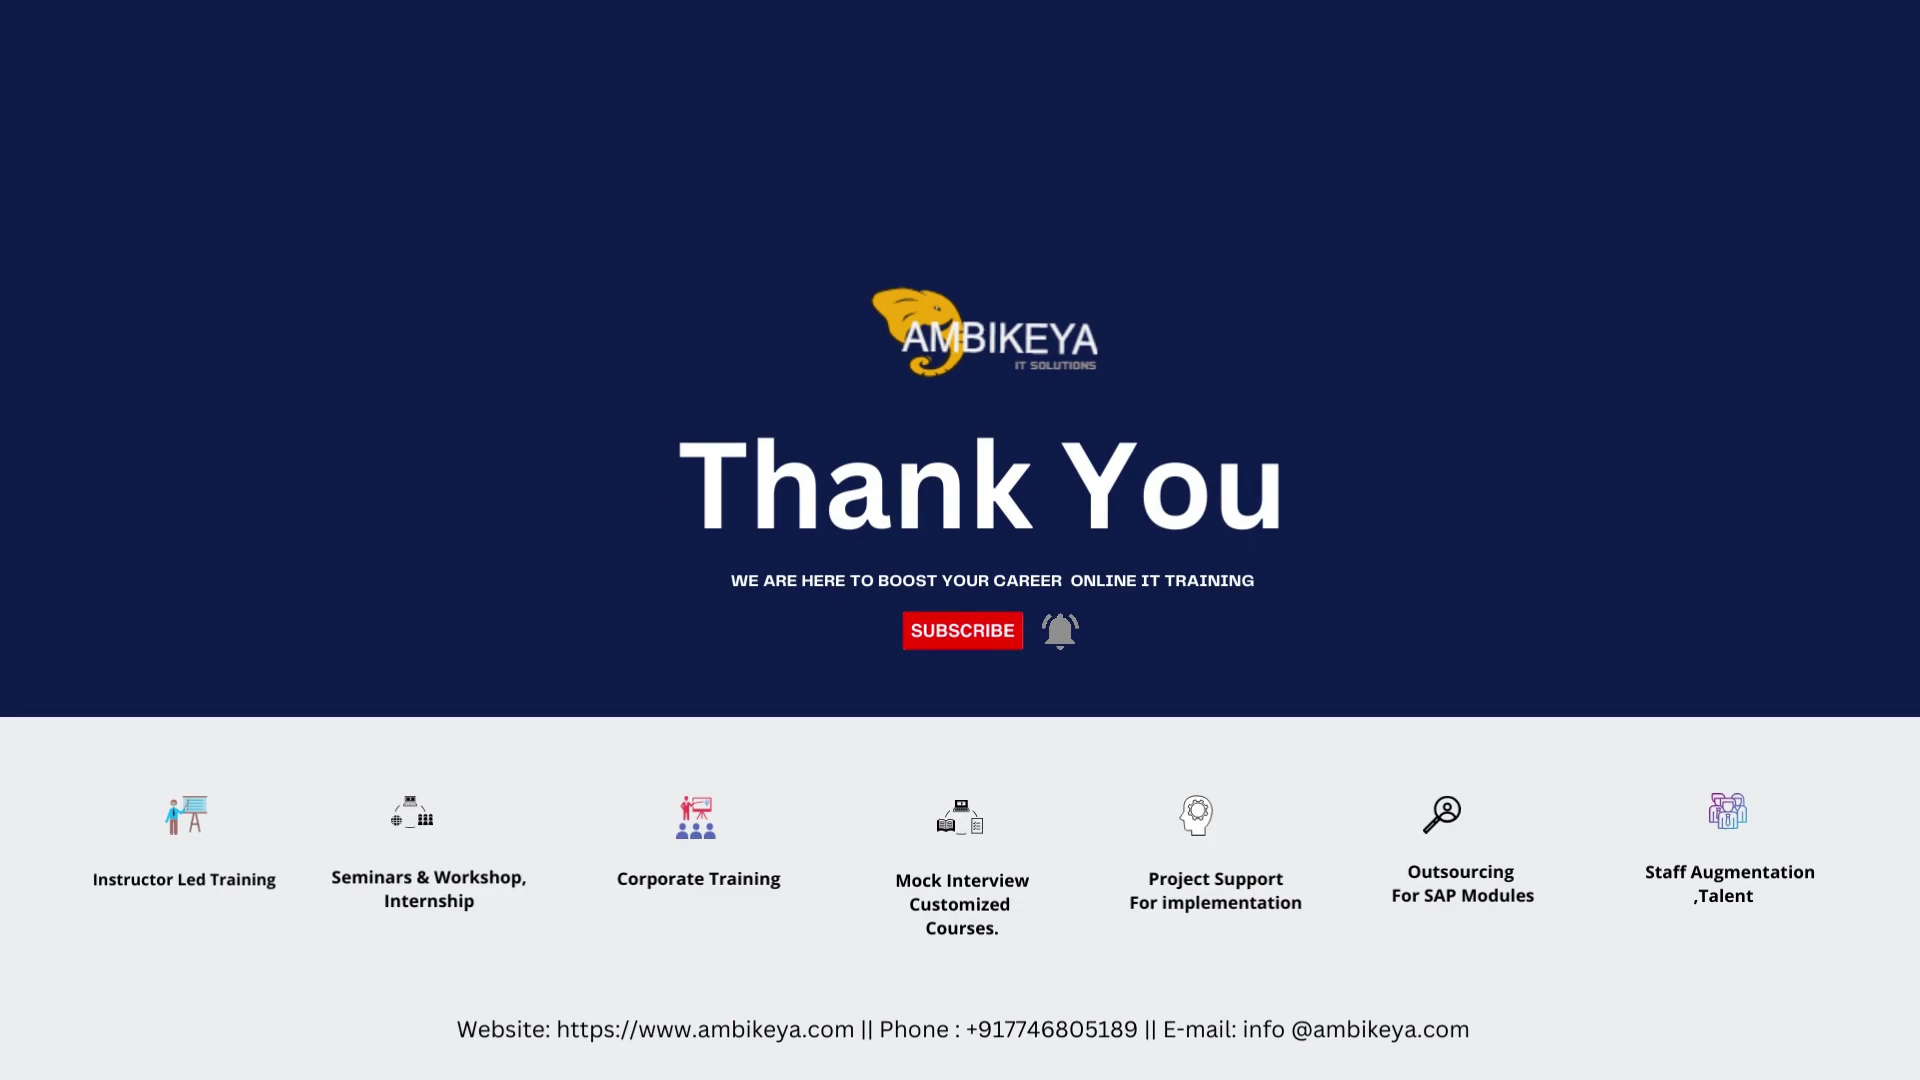 AMBIKEYA
IT SOLUTIONS
Thank You
WE ARE HERE TO BOOST YOUR CAREER  ONLINE IT TRAINING
SUBSCRIBE
Instructor Led Training
Seminars & Workshop,
Internship
Corporate Training
Mock Interview
Customized
Courses.
Project Support
For implementation
Outsourcing
For SAP Modules
Staff Augmentation
,Talent
Website: https://www.ambikeya.com || Phone : +917746805189 || E-mail: info @ambikeya.com